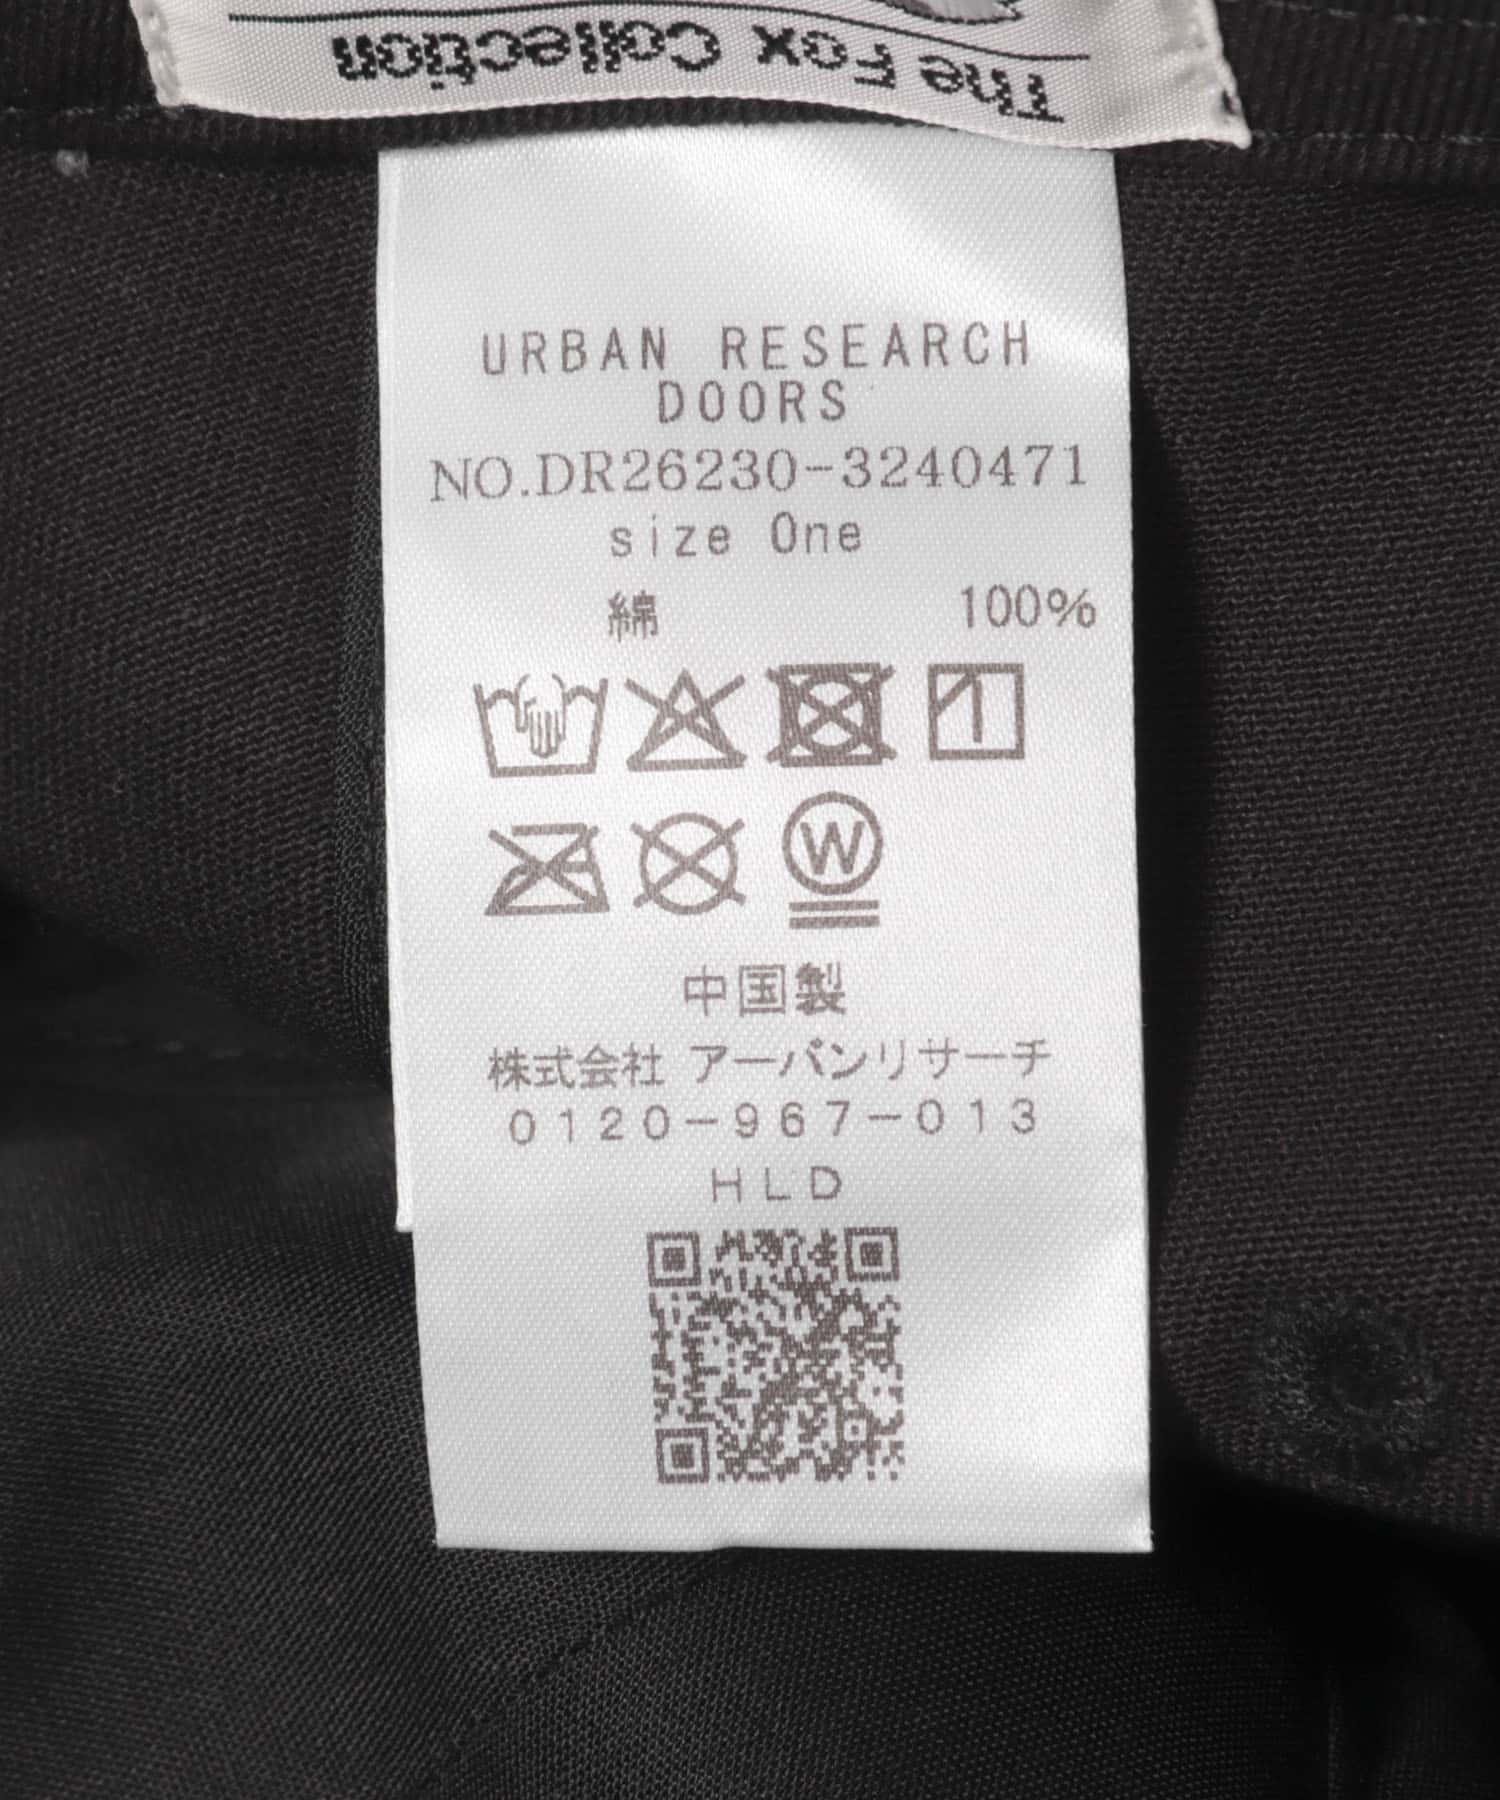 The Fox Collection
URBAN RESEARCH
DOORS
NO.DR26230-3240471
size One
綿 100%
W
中国製
株式会社 アーバンリサーチ
0120-967-013
HLD